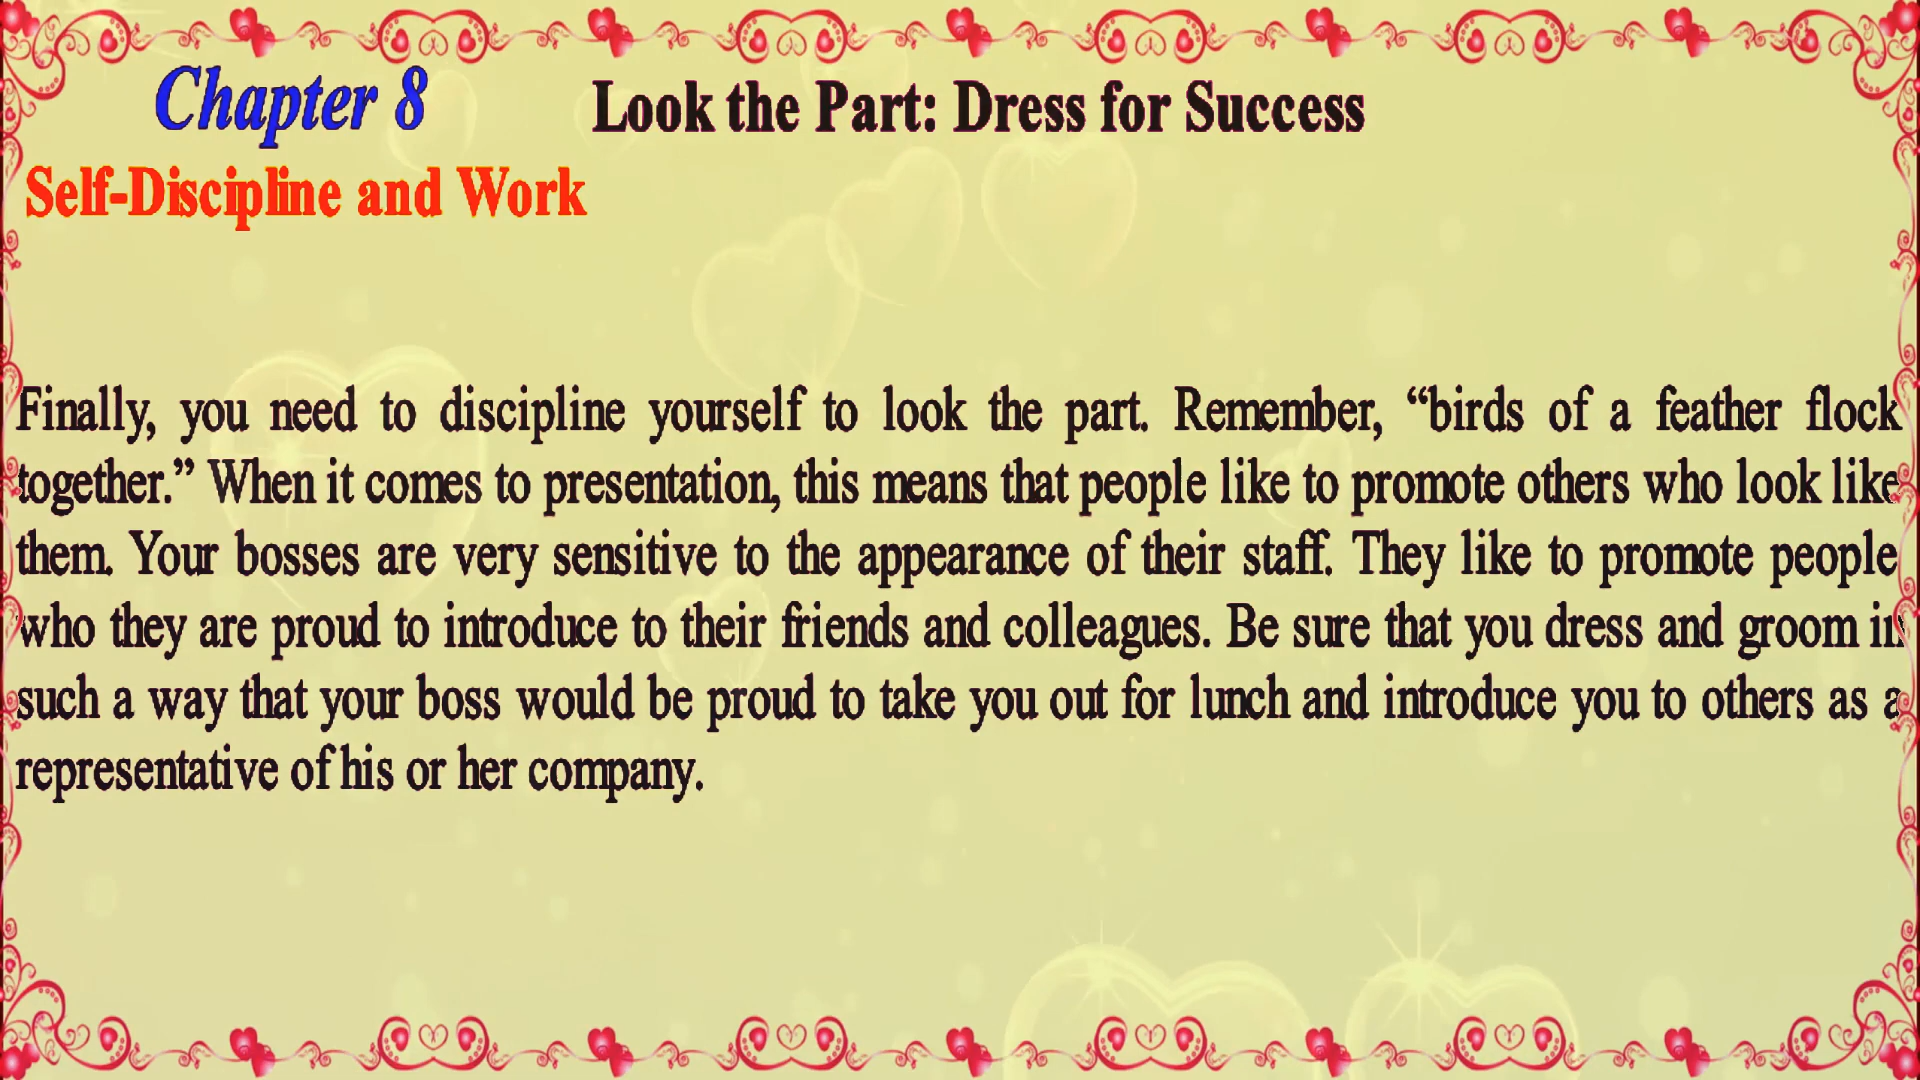 Chapter 8
Look the Part: Dress for Success
Self-Discipline and Work
Finally, you need to discipline yourself to look the part. Remember, “birds of a feather flock
together.” When it comes to presentation, this means that people like to promote others who look like
them. Your bosses are very sensitive to the appearance of their staff. They like to promote people
who they are proud to introduce to their friends and colleagues. Be sure that you dress and groom in
such a way that your boss would be proud to take you out for lunch and introduce you to others as a
representative of his or her company.